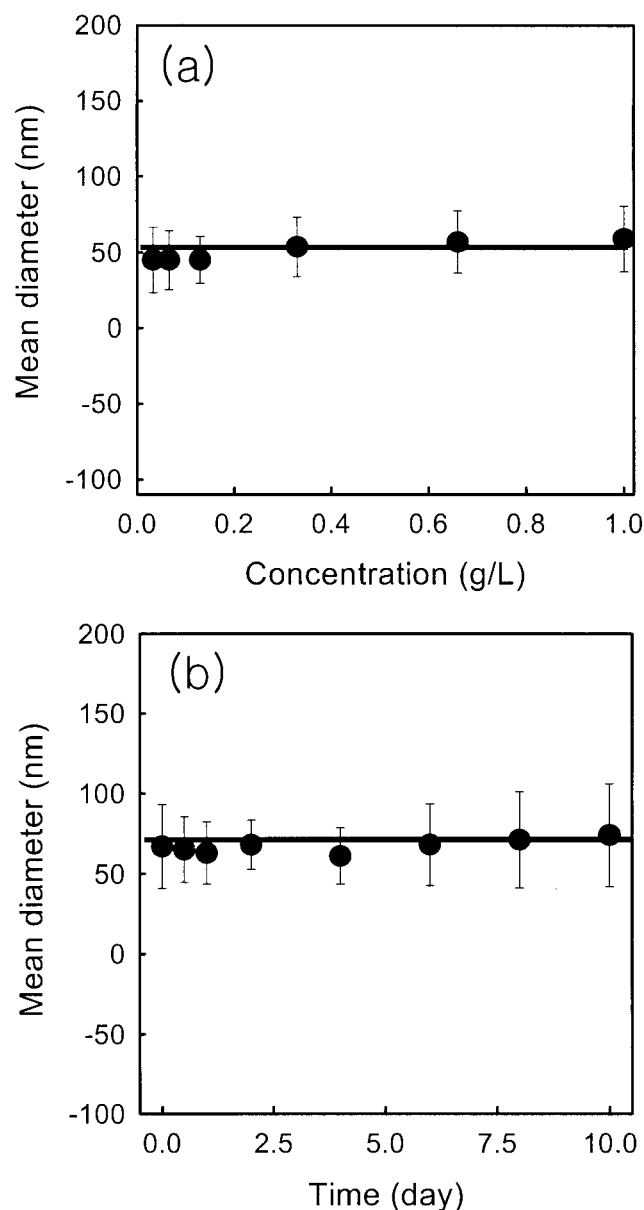 (a)
Mean diameter (nm)
200
150
100
50
0
-50
-100
0.0 0.2 0.4 0.6 0.8 1.0
Concentration (g/L)
(b)
Mean diameter (nm)
200
150
100
50
0
-50
-100
0.0 2.5 5.0 7.5 10.0
Time (day)